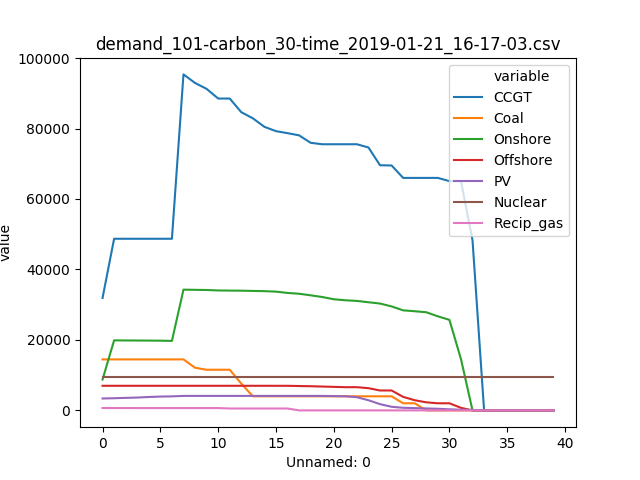 demand_101-carbon_30-time_2019-01-21_16-17-03.csv
100000
80000
60000
40000
20000
0
value
variable
CCGT
Coal
Onshore
Offshore
PV
Nuclear
Recip_gas
0 5 10 15 20 25 30 35 40
Unnamed: 0